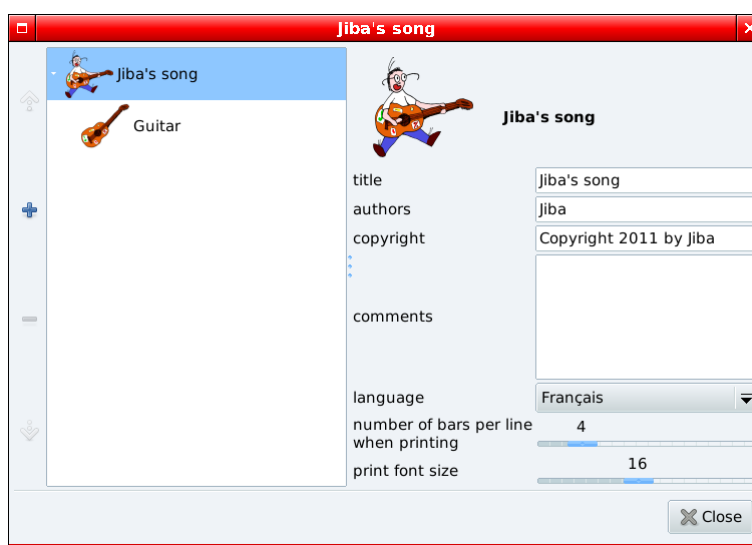 Jiba's song
Jiba's song
Guitar
Jiba's song
title
Jiba's song
authors
Jiba
copyright
Copyright 2011 by Jiba
comments
language
Français
number of bars per line
when printing
4
print font size
16
Close